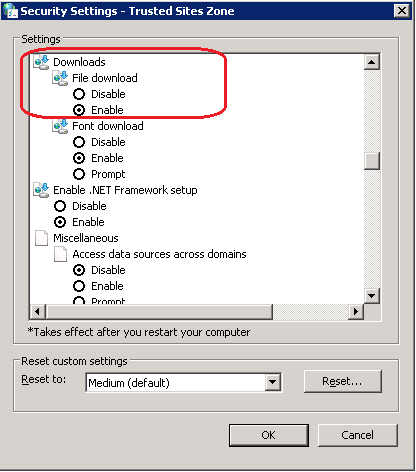 Security Settings - Trusted Sites Zone
Settings
Downloads
File download
Disable
Enable
Font download
Disable
Enable
Prompt
Enable .NET Framework setup
Disable
Enable
Miscellaneous
Access data sources across domains
Disable
Enable
Prompt
*Takes effect after you restart your computer
Reset custom settings
Reset to: Medium (default) Reset...
OK Cancel